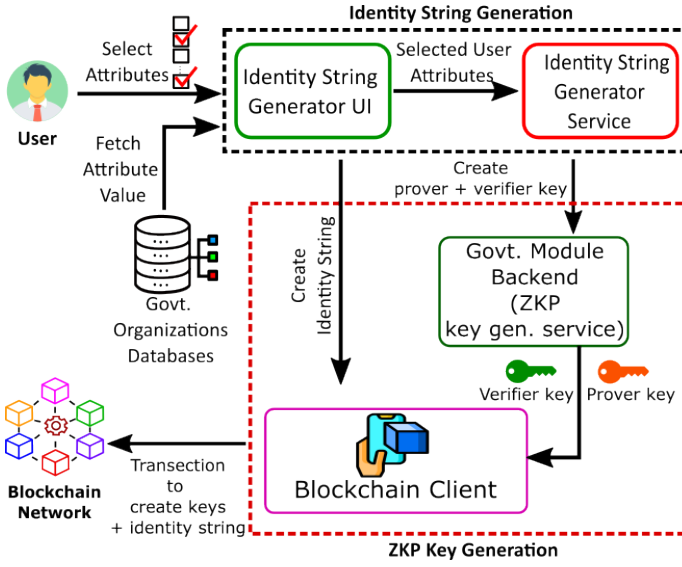 Identity String Generation
Select
Attributes
User
Identity String
Generator UI
Selected User
Attributes
Identity String
Generator
Service
Fetch
Attribute
Value
Govt.
Organizations
Databases
Create
prover + verifier key
Create
Identity String
Govt. Module
Backend
(ZKP
key gen. service)
Verifier key
Prover key
Blockchain Client
Blockchain
Network
Transection
to
create keys
+ identity string
ZKP Key Generation